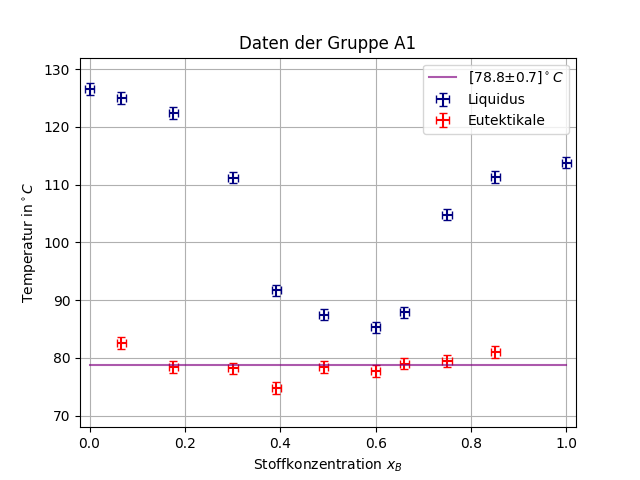 Daten der Gruppe A1
130
120
110
100
90
80
70
Temperatur in °C
[78.8±0.7]°C
Liquidus
Eutektikale
0.0 0.2 0.4 0.6 0.8 1.0
Stoffkonzentration x_B